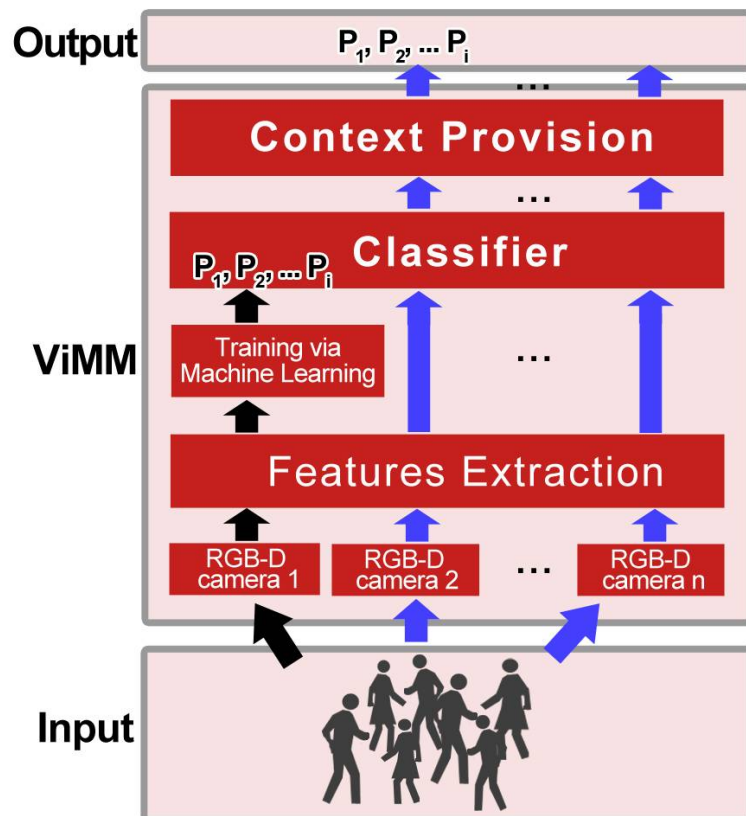 Output
P1, P2, ... Pi
...
Context Provision
...
Classifier
P1, P2, ... Pi
ViMM
Training via
Machine Learning
...
Features Extraction
RGB-D
camera 1
RGB-D
camera 2
...
RGB-D
camera n
Input